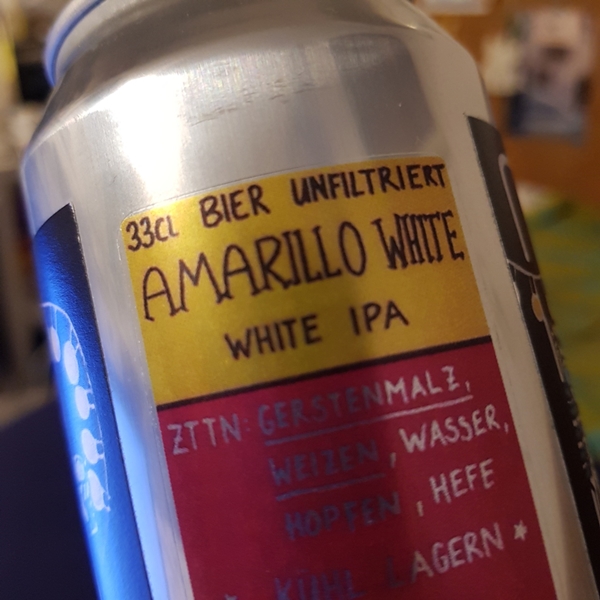 33cl BIER UNFILTRIERT
AMARILLO WHITE
WHITE IPA
ZTTN: GERSTENMALZ,
WEIZEN, WASSER,
HOPFEN, HEFE
* KÜHL LAGERN *